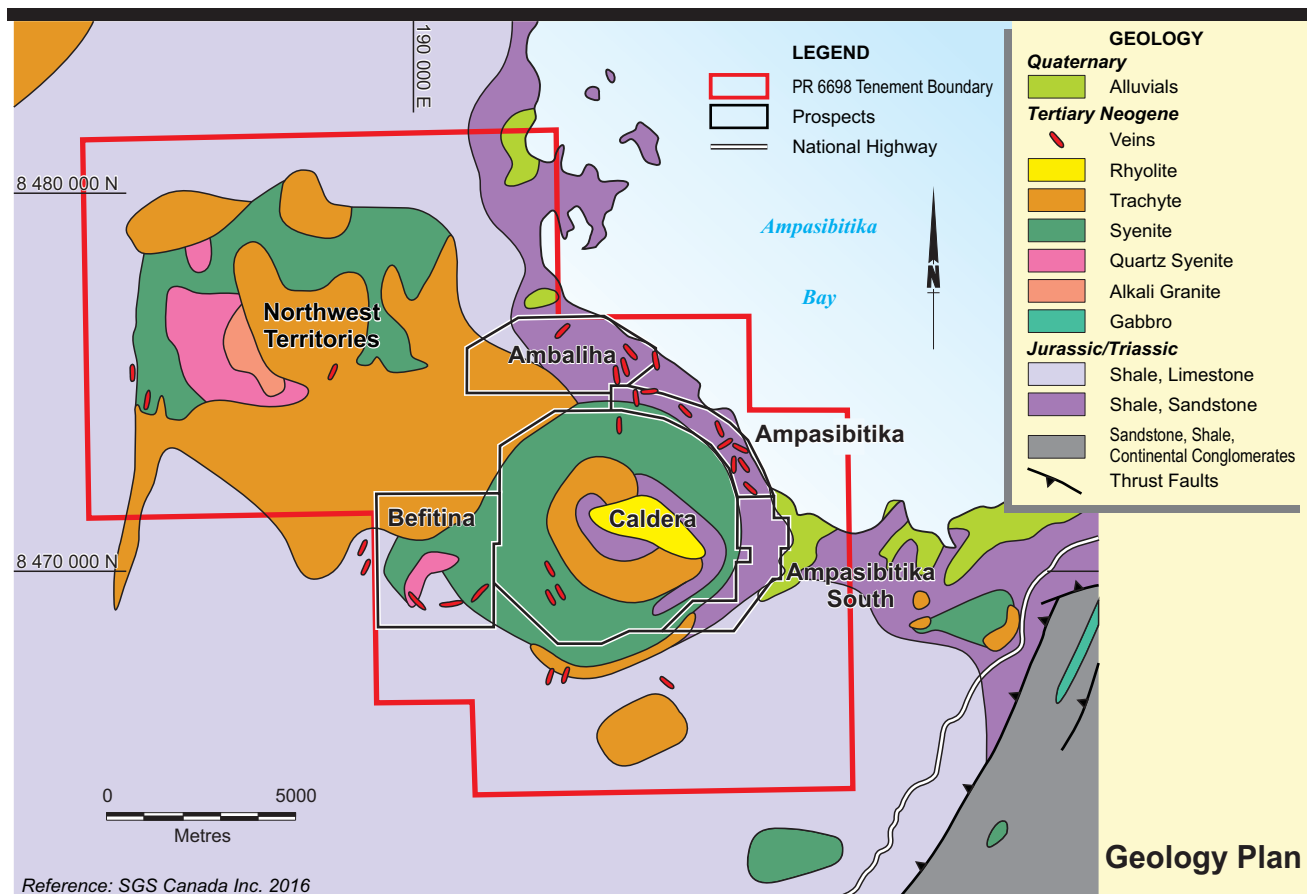 190 000 E
8 480 000 N
8 470 000 N
LEGEND
PR 6698 Tenement Boundary
Prospects
National Highway
N
Ampasibitika
Bay
Northwest
Territories
Ambaliha
Ampasibitika
Befitina
Caldera
Ampasibitika
South
0 5000
Metres
Reference: SGS Canada Inc. 2016
GEOLOGY
Quaternary
Alluvials
Tertiary Neogene
Veins
Rhyolite
Trachyte
Syenite
Quartz Syenite
Alkali Granite
Gabbro
Jurassic/Triassic
Shale, Limestone
Shale, Sandstone
Sandstone, Shale,
Continental Conglomerates
Thrust Faults
Geology Plan